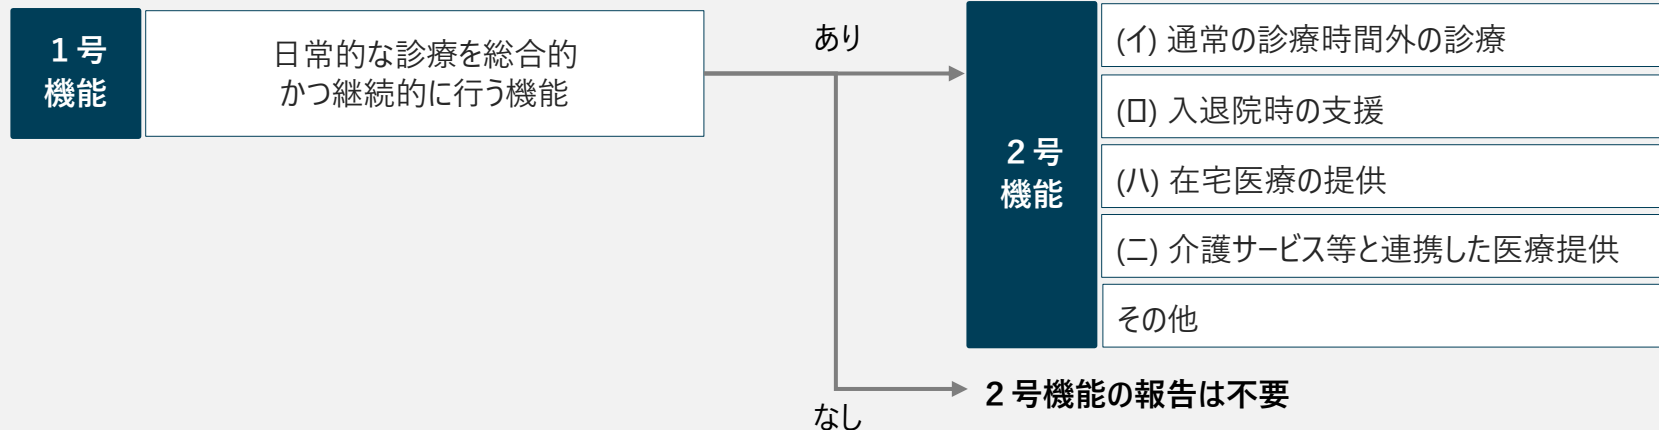 1号
機能
日常的な診療を総合的
かつ継続的に行う機能
あり
2号
機能
(イ) 通常の診療時間外の診療
(ロ) 入退院時の支援
(ハ) 在宅医療の提供
(ニ) 介護サービス等と連携した医療提供
その他
なし
2号機能の報告は不要